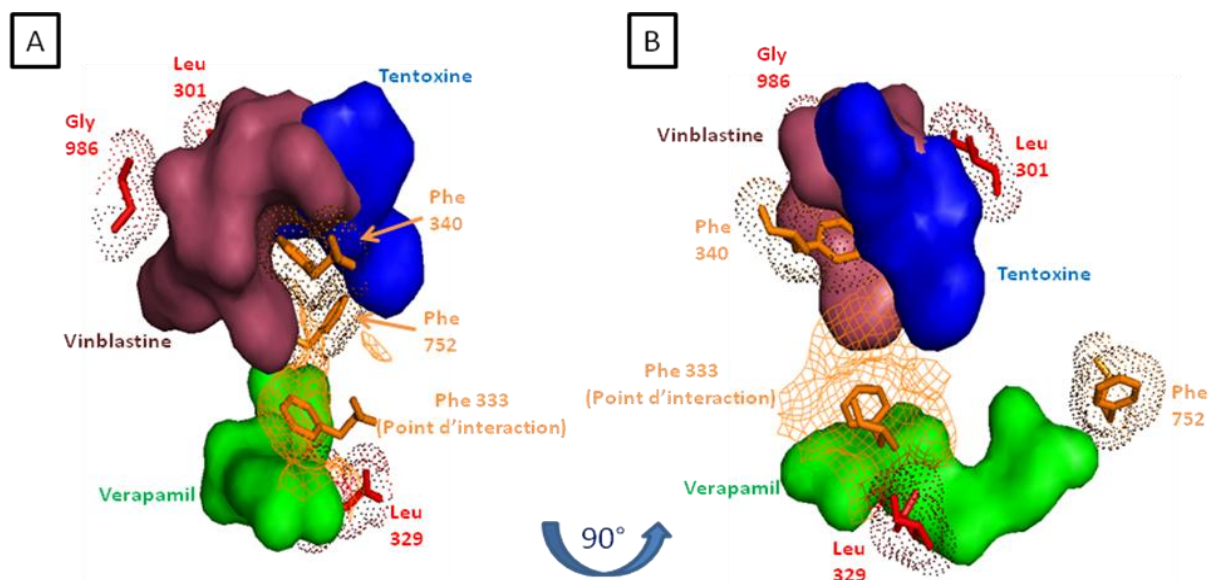 A
Leu
301
Tentoxine
Gly
986
Phe
340
Phe
752
Vinblastine
Phe 333
(Point d'interaction)
Verapamil
Leu
329
90°
B
Gly
986
Vinblastine
Leu
301
Phe
340
Tentoxine
Phe 333
(Point d'interaction)
Phe
752
Verapamil
Leu
329